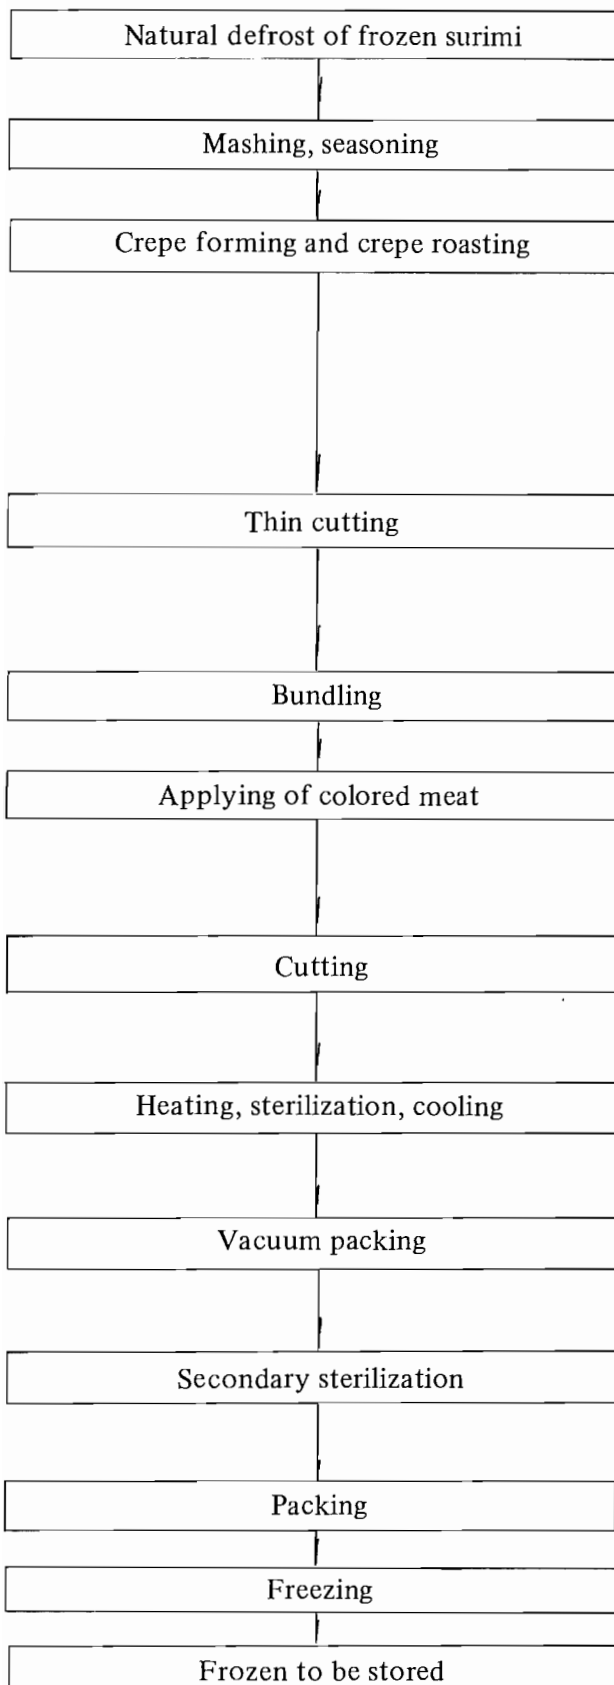 Natural defrost of frozen surimi
Mashing, seasoning
Crepe forming and crepe roasting
Thin cutting
Bundling
Applying of colored meat
Cutting
Heating, sterilization, cooling
Vacuum packing
Secondary sterilization
Packing
Freezing
Frozen to be stored